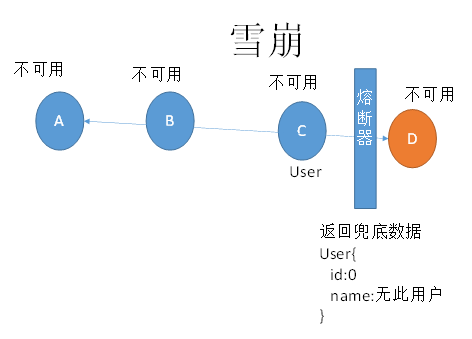 雪崩
不可用
不可用
不可用
不可用
A
B
C
熔断器
D
User
返回兜底数据
User{
id:0
name:无此用户
}